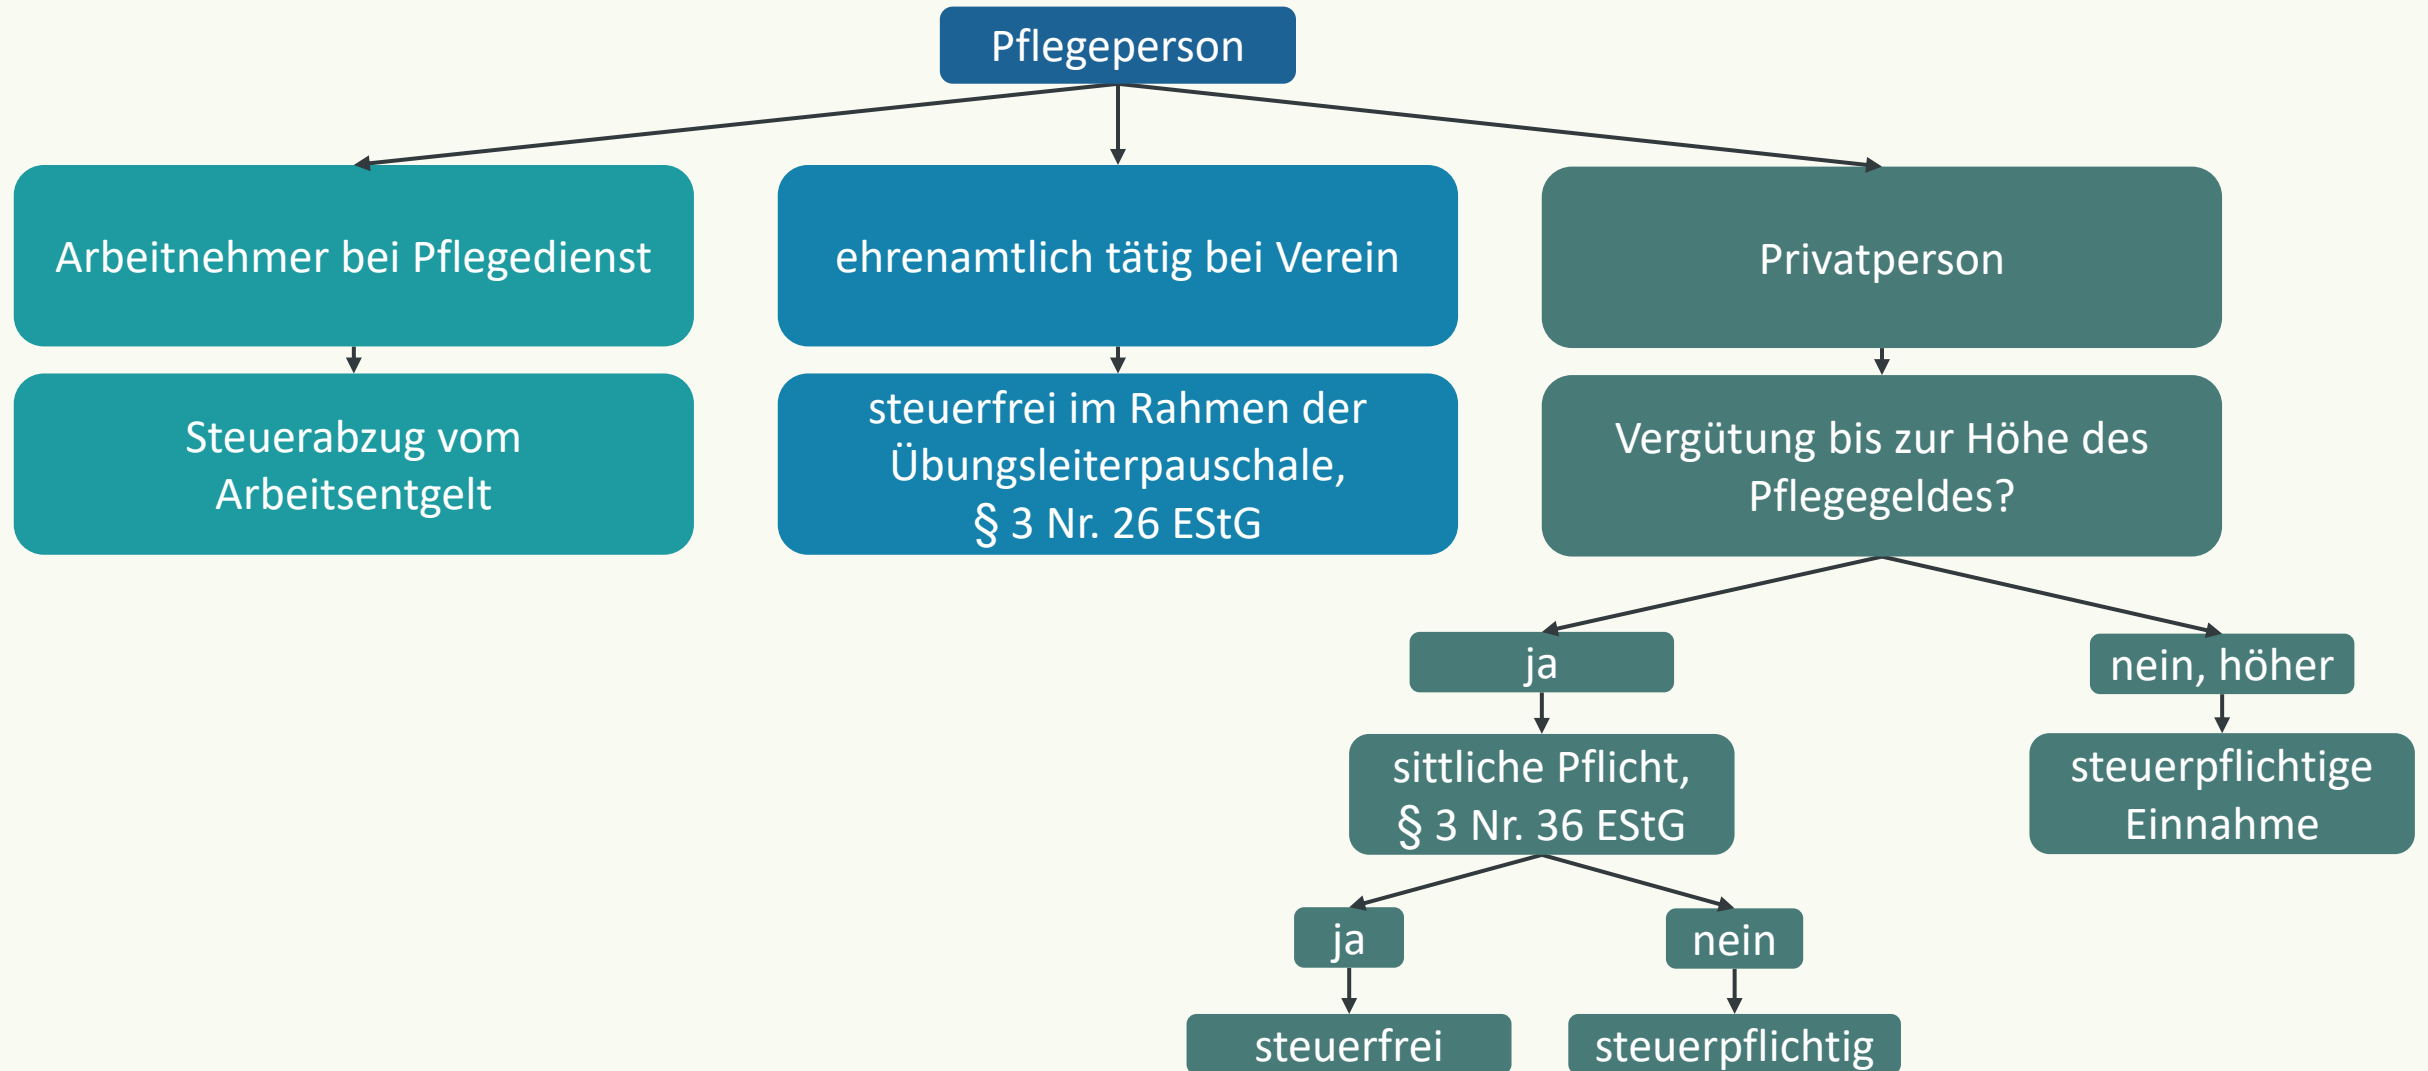 Pflegeperson
Arbeitnehmer bei Pflegedienst
ehrenamtlich tätig bei Verein
Privatperson
Steuerabzug vom
Arbeitsentgelt
steuerfrei im Rahmen der
Übungsleiterpauschale,
§ 3 Nr. 26 EStG
Vergütung bis zur Höhe des
Pflegegeldes?
ja
nein, höher
sittliche Pflicht,
§ 3 Nr. 36 EStG
steuerpflichtige
Einnahme
ja
nein
steuerfrei
steuerpflichtig